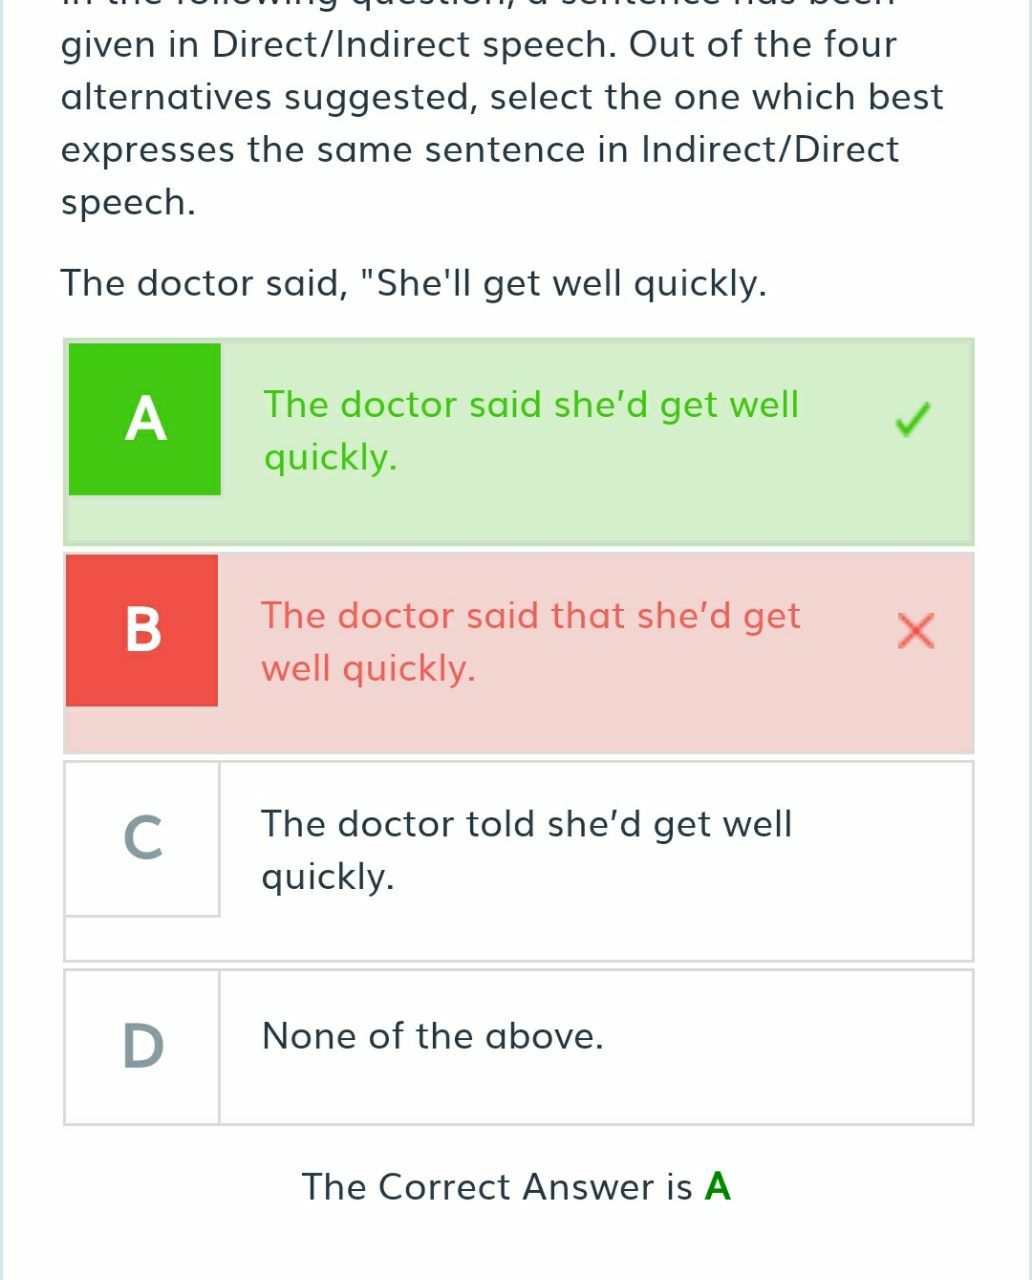 given in Direct/Indirect speech. Out of the four
alternatives suggested, select the one which best
expresses the same sentence in Indirect/Direct
speech.
The doctor said, "She'll get well quickly.
A
The doctor said she’d get well
quickly.
B
The doctor said that she’d get
well quickly.
C
The doctor told she’d get well
quickly.
D
None of the above.
The Correct Answer is A